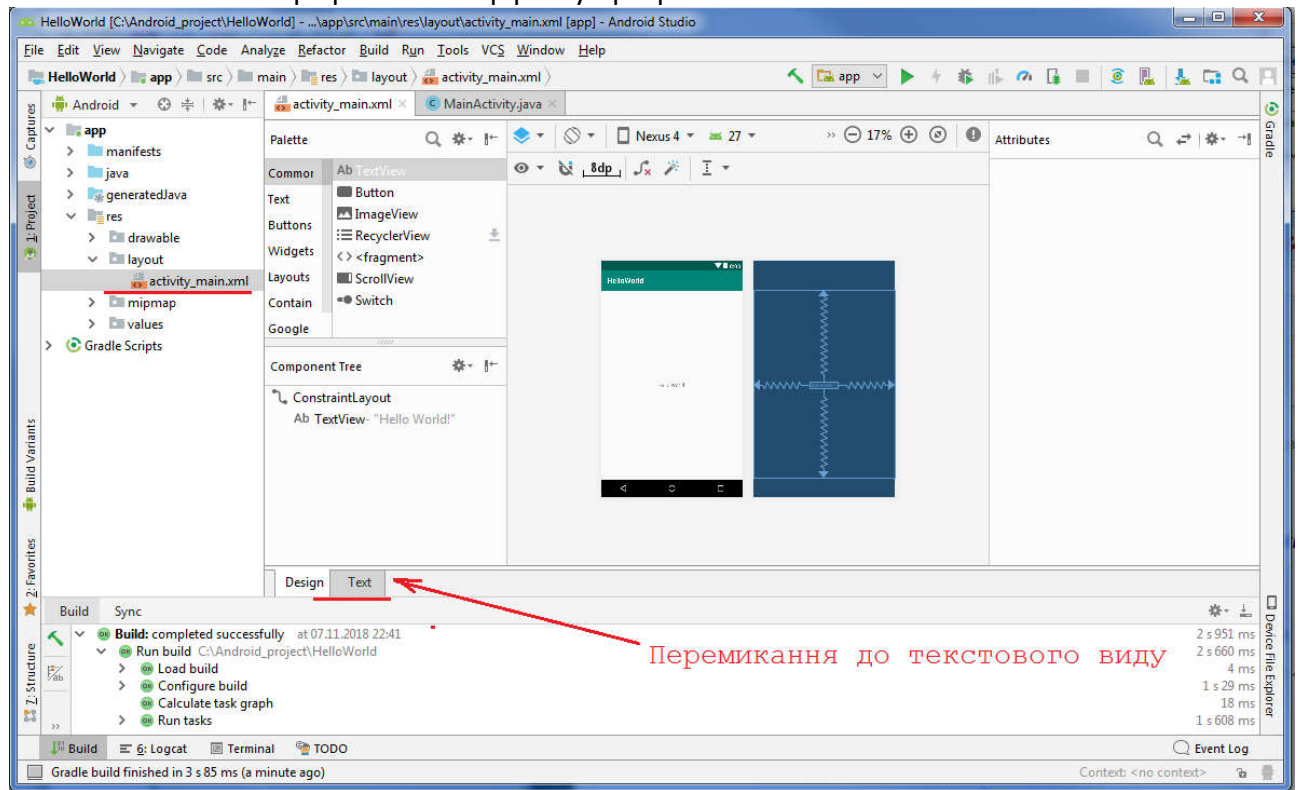 HelloWorld [C:\Android_project\HelloWorld] - ...\app\src\main\res\layout\activity_main.xml [app] - Android Studio
File Edit View Navigate Code Analyze Refactor Build Run Tools VCS Window Help
HelloWorld app src main res layout activity_main.xml app
Android activity_main.xml MainActivity.java
Captures
1: Project
Build Variants
2: Favorites
7: Structure
app
manifests
java
generatedJava
res
drawable
layout
activity_main.xml
mipmap
values
Gradle Scripts
Palette
Common
Text
Buttons
Widgets
Layouts
Contain
Google
Ab TextView
Button
ImageView
RecyclerView
<> <fragment>
ScrollView
Switch
Component Tree
ConstraintLayout
Ab TextView- "Hello World!"
Nexus 4 27 » 17%
8dp
HelloWorld
Attributes
Gradle
Device File Explorer
Design Text
Перемикання до текстового виду
Build Sync
Build: completed successfully at 07.11.2018 22:41 2 s 951 ms
Run build C:\Android_project\HelloWorld 2 s 660 ms
Load build 4 ms
Configure build 1 s 29 ms
Calculate task graph 18 ms
Run tasks 1 s 608 ms
»
Build 6: Logcat Terminal TODO Event Log
Gradle build finished in 3 s 85 ms (a minute ago) Context: <no context>